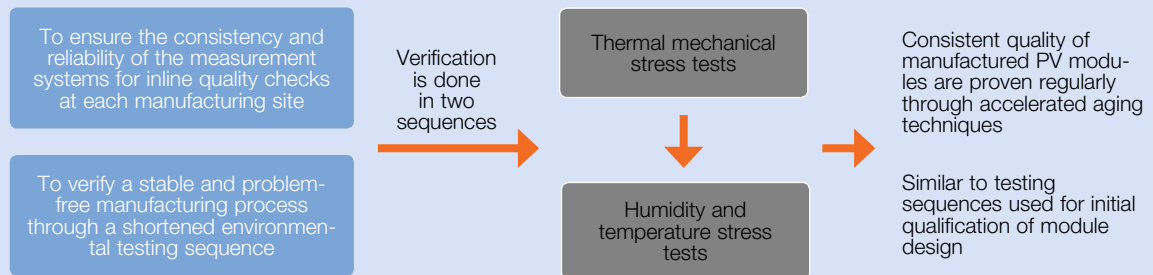 To ensure the consistency and
reliability of the measurement
systems for inline quality checks
at each manufacturing site
To verify a stable and problem-
free manufacturing process
through a shortened environmen-
tal testing sequence
Verification
is done
in two
sequences
Thermal mechanical
stress tests
Humidity and
temperature stress
tests
Consistent quality of
manufactured PV modu-
les are proven regularly
through accelerated aging
techniques
Similar to testing
sequences used for initial
qualification of module
design